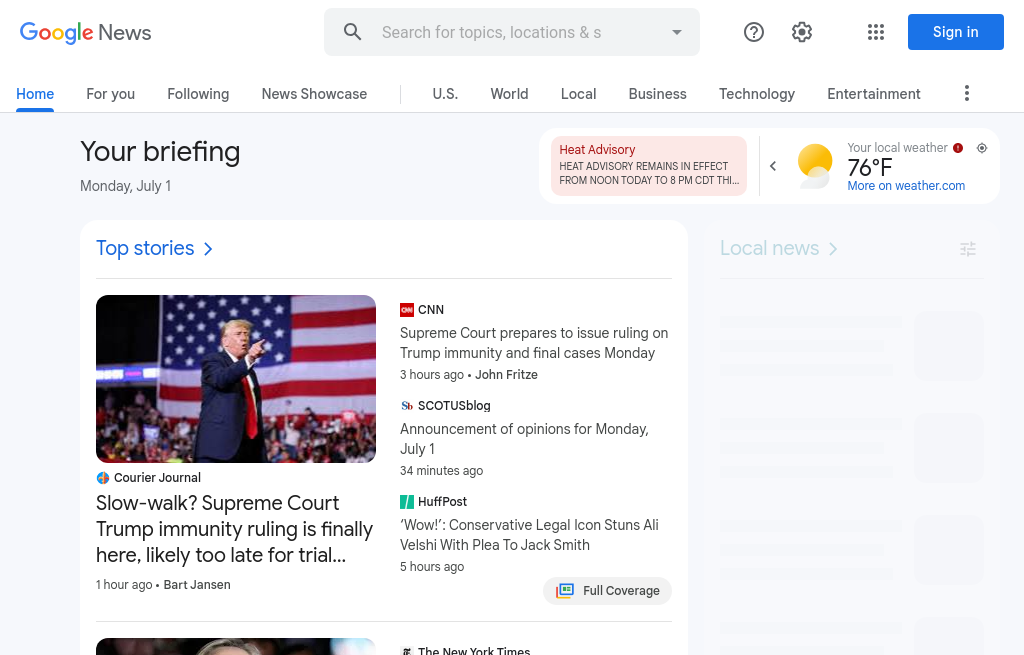 Google News
Search for topics, locations & s
Sign in
Home
For you
Following
News Showcase
U.S.
World
Local
Business
Technology
Entertainment
Your briefing
Monday, July 1
Heat Advisory
HEAT ADVISORY REMAINS IN EFFECT
FROM NOON TODAY TO 8 PM CDT THI...
Your local weather
76°F
More on weather.com
Top stories
Local news
Courier Journal
Slow-walk? Supreme Court
Trump immunity ruling is finally
here, likely too late for trial...
1 hour ago • Bart Jansen
CNN
Supreme Court prepares to issue ruling on
Trump immunity and final cases Monday
3 hours ago • John Fritze
Sb SCOTUSblog
Announcement of opinions for Monday,
July 1
34 minutes ago
HuffPost
‘Wow!’: Conservative Legal Icon Stuns Ali
Velshi With Plea To Jack Smith
5 hours ago
Full Coverage
The New York Times